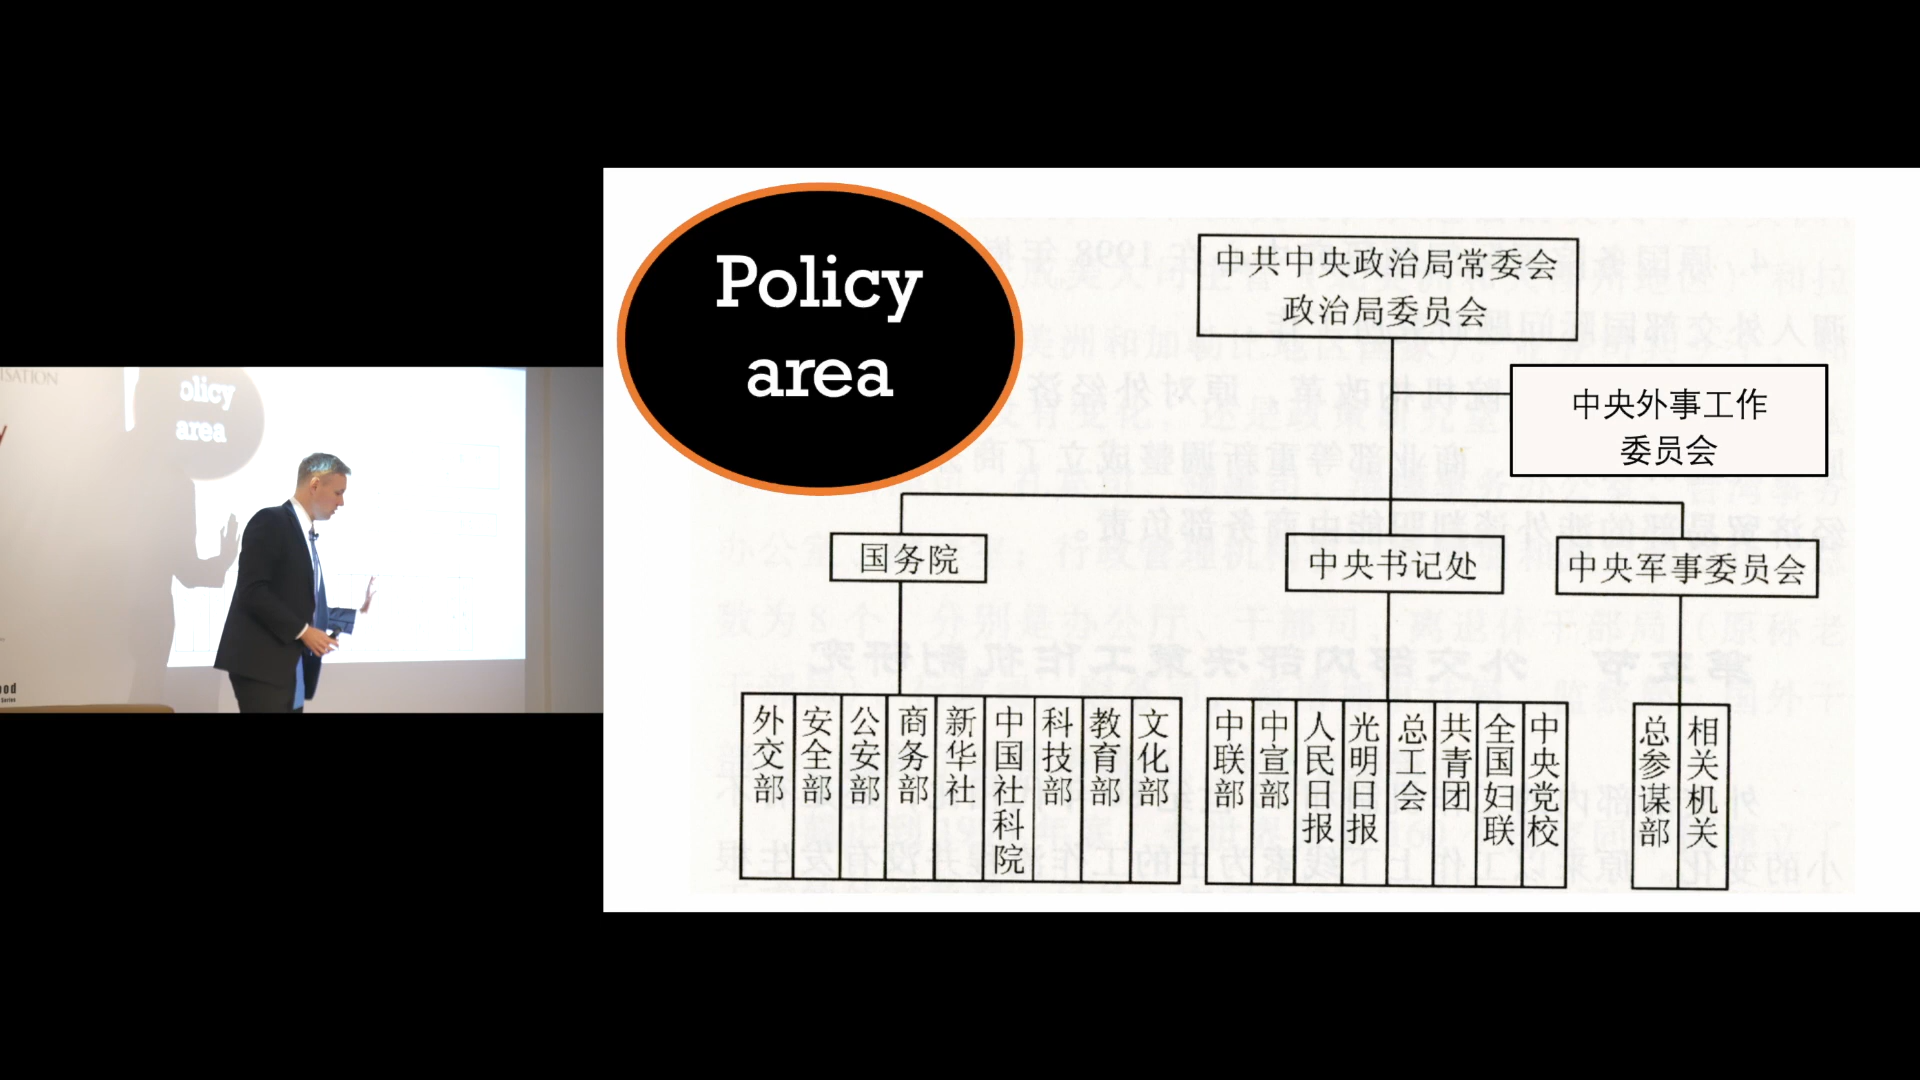 Policy
area
中共中央政治局常委会
政治局委员会
中央外事工作
委员会
国务院
中央书记处
中央军事委员会
外交部
安全部
公安部
商务部
新华社
中国社科院
科技部
教育部
文化部
中联部
中宣部
人民日报
光明日报
总工会
共青团
全国妇联
中央党校
总参谋部
相关机关
olicy
area